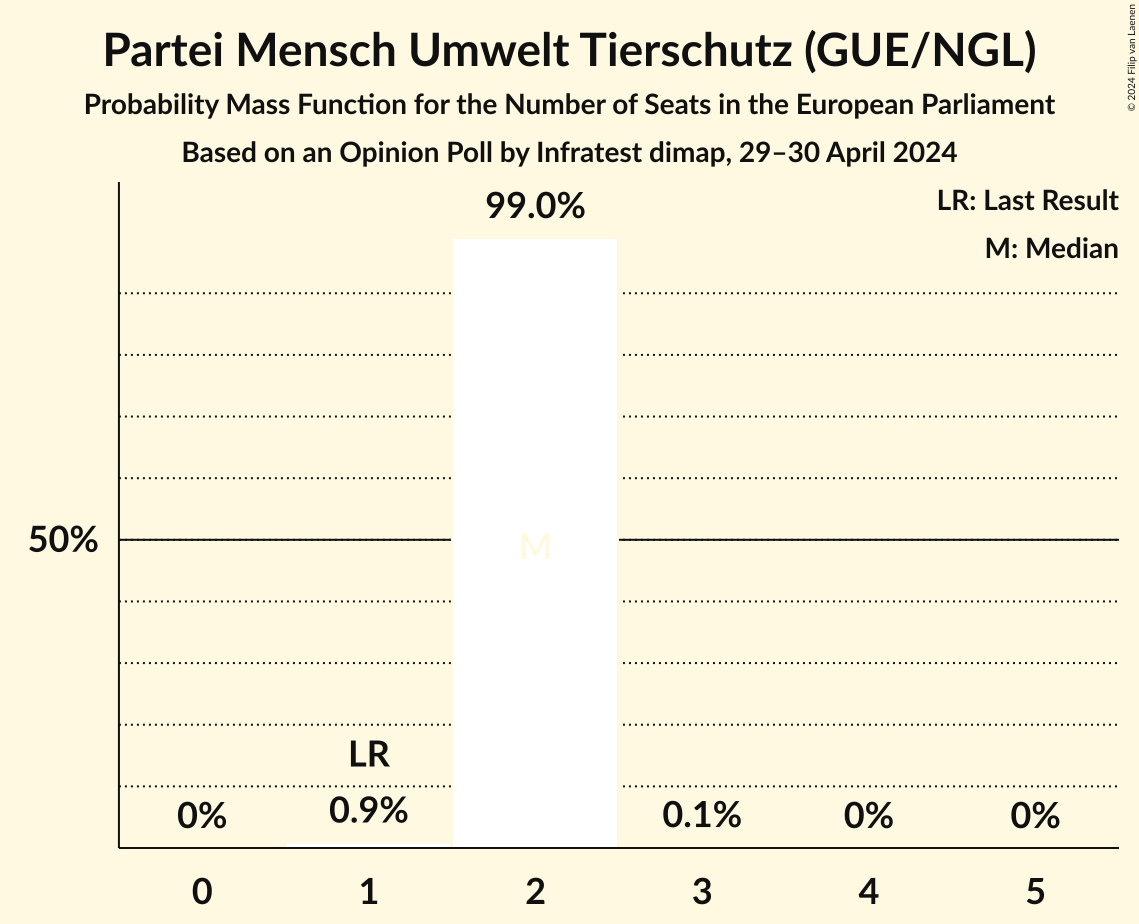 Partei Mensch Umwelt Tierschutz (GUE/NGL)
Probability Mass Function for the Number of Seats in the European Parliament
Based on an Opinion Poll by Infratest dimap, 29–30 April 2024
© 2024 Filip van Laenen
LR: Last Result
M: Median
99.0%
50%
M
LR
0%
0.9%
0.1%
0%
0%
0 1 2 3 4 5